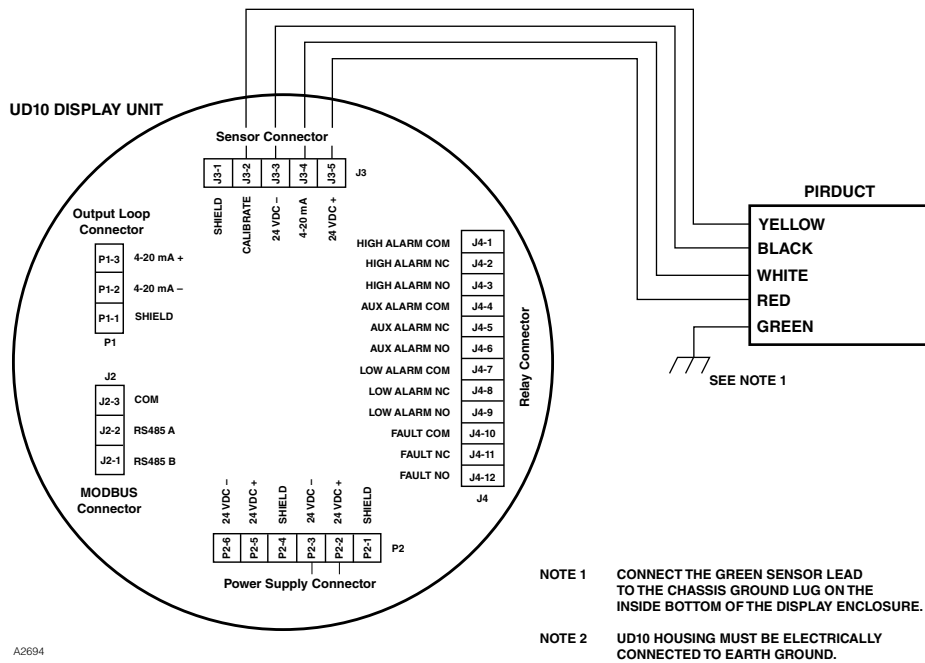 UD10 DISPLAY UNIT
Sensor Connector
J3-1
J3-2
J3-3
J3-4
J3-5
J3
SHIELD
CALIBRATE
24 VDC –
4-20 mA
24 VDC +
Output Loop
Connector
P1-3 4-20 mA +
P1-2 4-20 mA –
P1-1 SHIELD
P1
J2
J2-3 COM
J2-2 RS485 A
J2-1 RS485 B
MODBUS
Connector
HIGH ALARM COM J4-1
HIGH ALARM NC J4-2
HIGH ALARM NO J4-3
AUX ALARM COM J4-4
AUX ALARM NC J4-5
AUX ALARM NO J4-6
LOW ALARM COM J4-7
LOW ALARM NC J4-8
LOW ALARM NO J4-9
FAULT COM J4-10
FAULT NC J4-11
FAULT NO J4-12
J4
Relay Connector
24 VDC –
24 VDC +
SHIELD
24 VDC –
24 VDC +
SHIELD
P2-6
P2-5
P2-4
P2-3
P2-2
P2-1
P2
Power Supply Connector
PIRDUCT
YELLOW
BLACK
WHITE
RED
GREEN
SEE NOTE 1
NOTE 1 CONNECT THE GREEN SENSOR LEAD
TO THE CHASSIS GROUND LUG ON THE
INSIDE BOTTOM OF THE DISPLAY ENCLOSURE.
NOTE 2 UD10 HOUSING MUST BE ELECTRICALLY
CONNECTED TO EARTH GROUND.
A2694